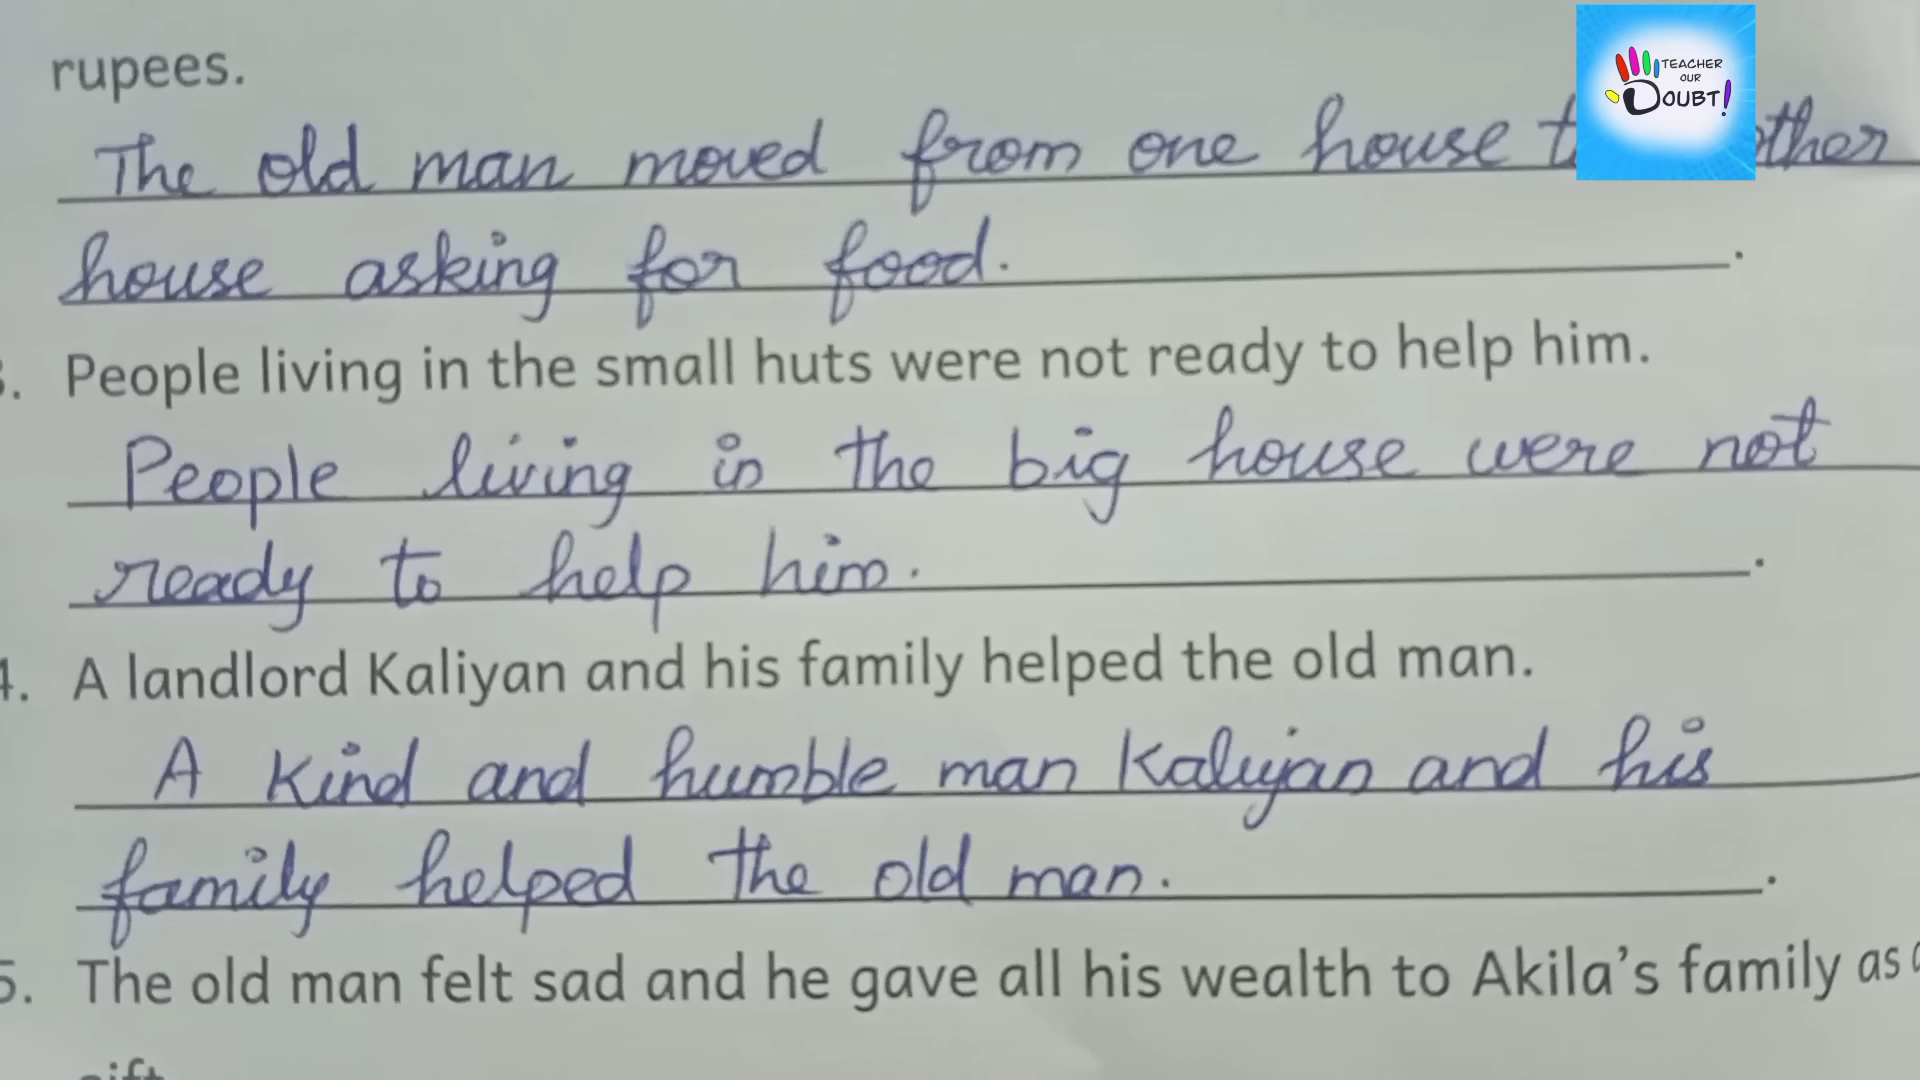 rupees.
TEACHER
OUR
DOUBT!
The old man moved from one house
house asking for food.
3. People living in the small huts were not ready to help him.
People living in the big house were not
ready to help him.
4. A landlord Kaliyan and his family helped the old man.
A kind and humble man Kaliyan and his
family helped the old man.
5. The old man felt sad and he gave all his wealth to Akila’s family as